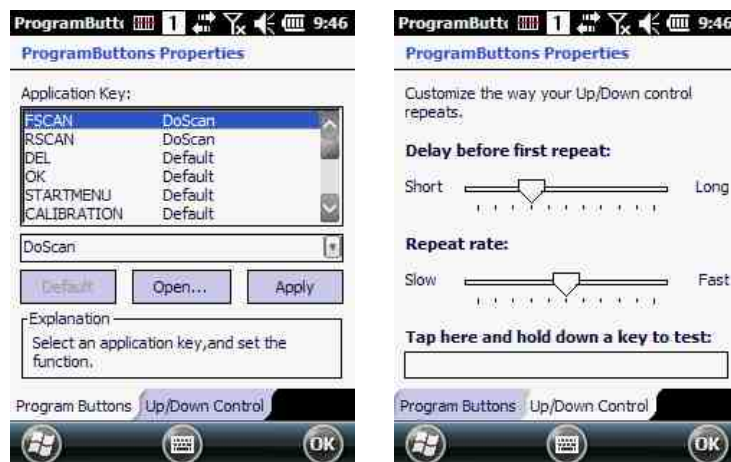 ProgramButt 1 9:46
ProgramButtons Properties
Application Key:
FSCAN DoScan
RSCAN DoScan
DEL Default
OK Default
STARTMENU Default
CALIBRATION Default
DoScan
Default Open... Apply
Explanation
Select an application key,and set the
function.
Program Buttons Up/Down Control
OK
ProgramButt 1 9:46
ProgramButtons Properties
Customize the way your Up/Down control
repeats.
Delay before first repeat:
Short Long
Repeat rate:
Slow Fast
Tap here and hold down a key to test:
Program Buttons Up/Down Control
OK